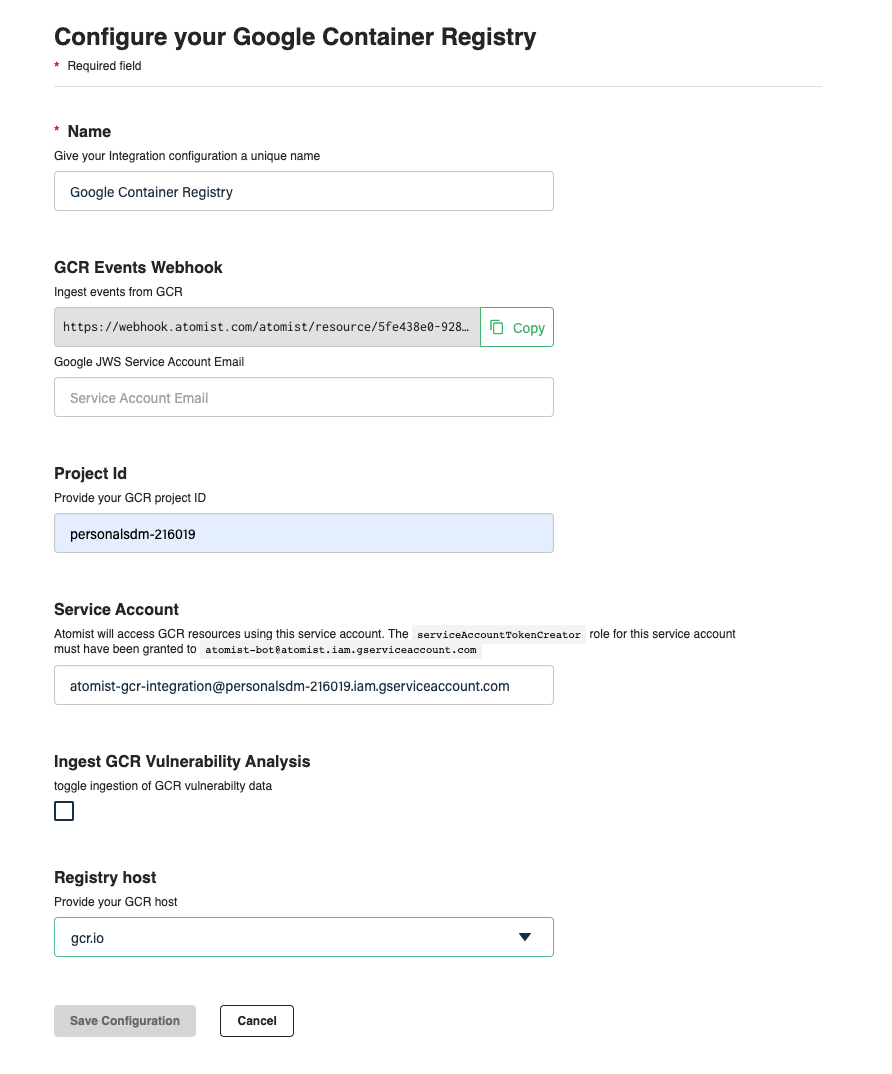 Configure your Google Container Registry
* Required field
* Name
Give your Integration configuration a unique name
Google Container Registry
GCR Events Webhook
Ingest events from GCR
https://webhook.atomist.com/atomist/resource/5fe438e0-928…
Copy
Google JWS Service Account Email
Service Account Email
Project Id
Provide your GCR project ID
personalsdm-216019
Service Account
Atomist will access GCR resources using this service account. The serviceAccountTokenCreator role for this service account
must have been granted to atomist-bot@atomist.iam.gserviceaccount.com
atomist-gcr-integration@personalsdm-216019.iam.gserviceaccount.com
Ingest GCR Vulnerability Analysis
toggle ingestion of GCR vulnerabilty data
Registry host
Provide your GCR host
gcr.io
Save Configuration Cancel